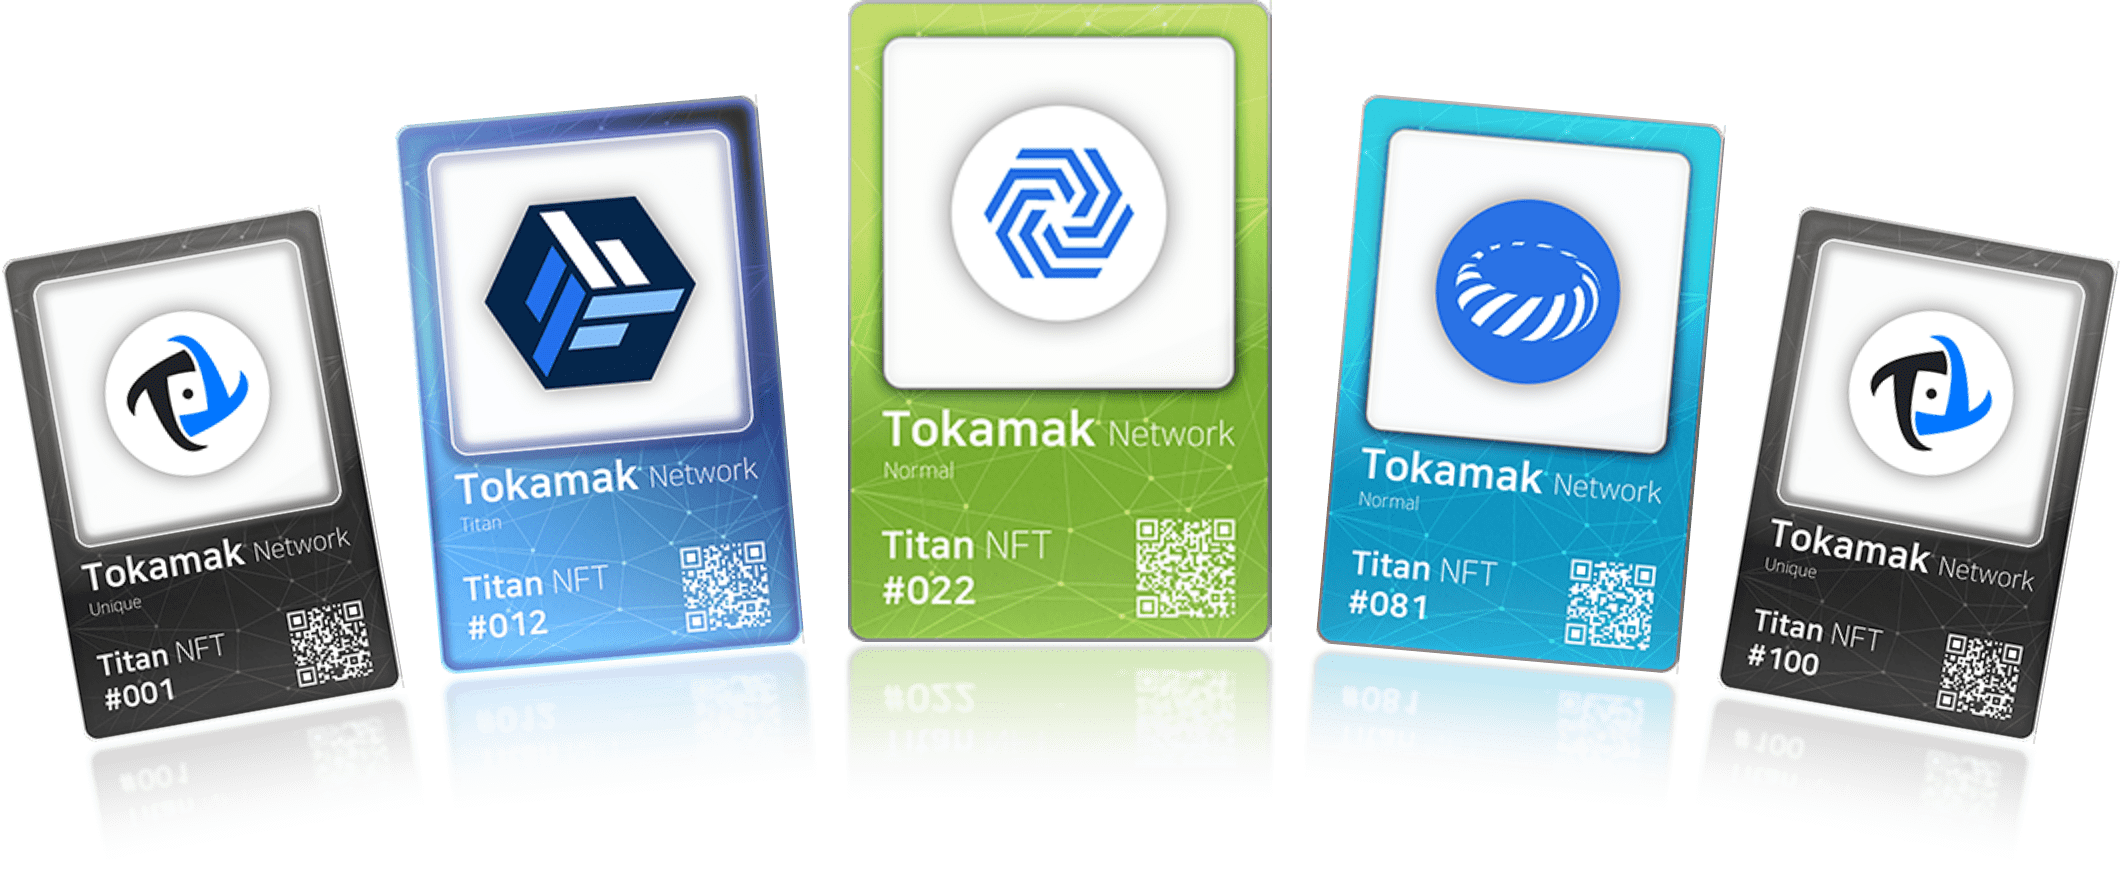 Tokamak Network
Unique
Titan NFT
#001
Tokamak Network
Titan
Titan NFT
#012
Tokamak Network
Normal
Titan NFT
#022
Tokamak Network
Normal
Titan NFT
#081
Tokamak Network
Unique
Titan NFT
#100